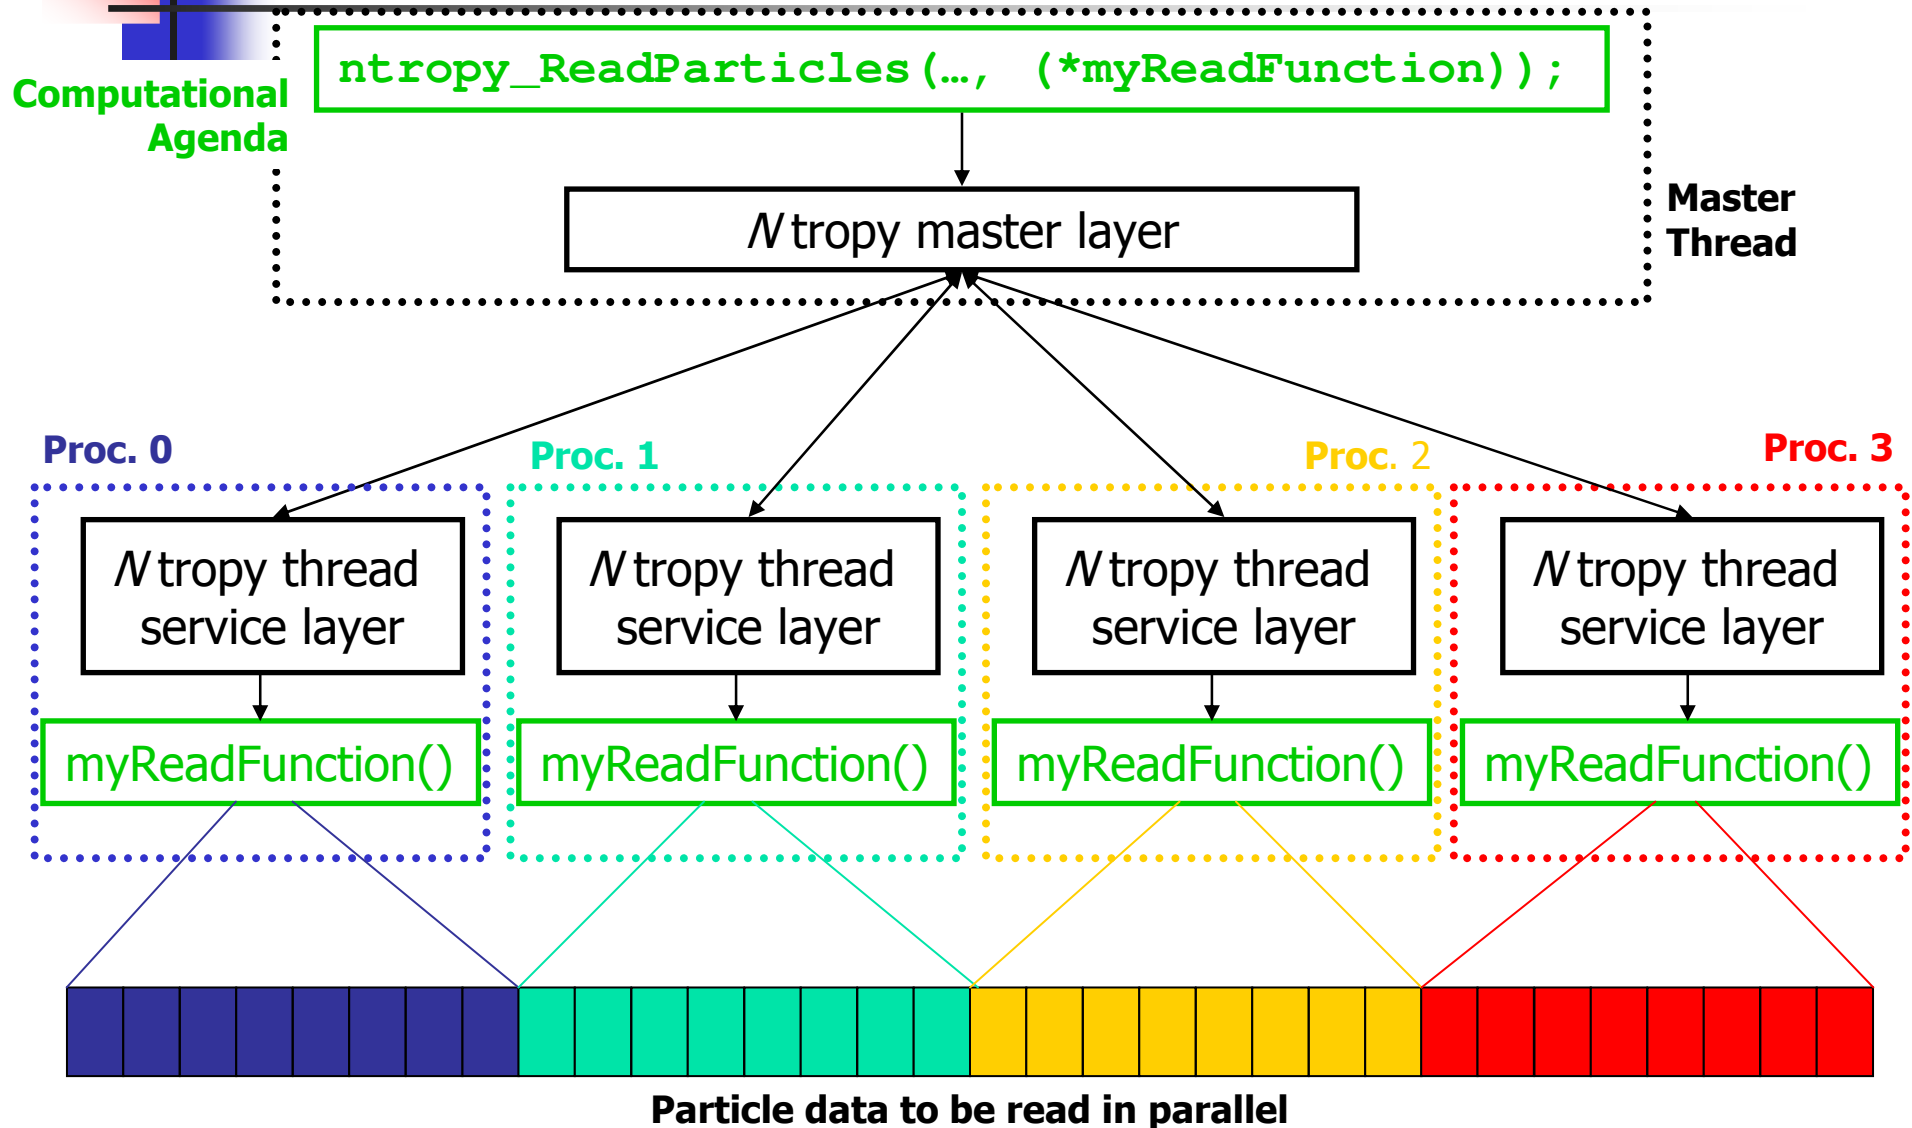 ntropy_ReadParticles(…, (*myReadFunction));
Computational
Agenda
N tropy master layer
Master
Thread
Proc. 0
Proc. 1
Proc. 2
Proc. 3
N tropy thread
service layer
N tropy thread
service layer
N tropy thread
service layer
N tropy thread
service layer
myReadFunction()
myReadFunction()
myReadFunction()
myReadFunction()
Particle data to be read in parallel